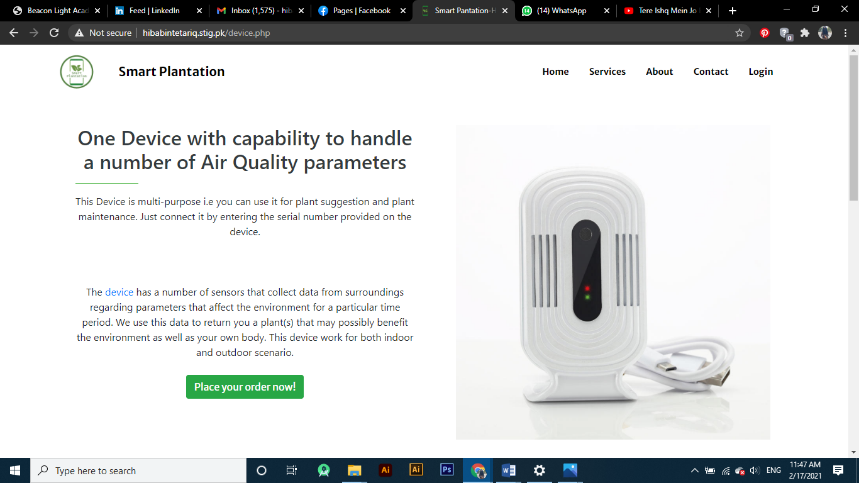 Beacon Light Aca
Feed | LinkedIn
Inbox (1,575) - hib
Pages | Facebook
Smart Pantation-H
(14) WhatsApp
Tere Ishq Mein Jo
Not secure | hibabintetariq.stig.pk/device.php
Smart Plantation
Home
Services
About
Contact
Login
One Device with capability to handle
a number of Air Quality parameters
This Device is multi-purpose i.e you can use it for plant suggestion and plant
maintenance. Just connect it by entering the serial number provided on the
device.
The device has a number of sensors that collect data from surroundings
regarding parameters that affect the environment for a particular time
period. We use this data to return you a plant(s) that may possibly benefit
the environment as well as your own body. This device work for both indoor
and outdoor scenario.
Place your order now!
Type here to search
Ai
Ai
Ps
W
ENG
11:47 AM
2/17/2021